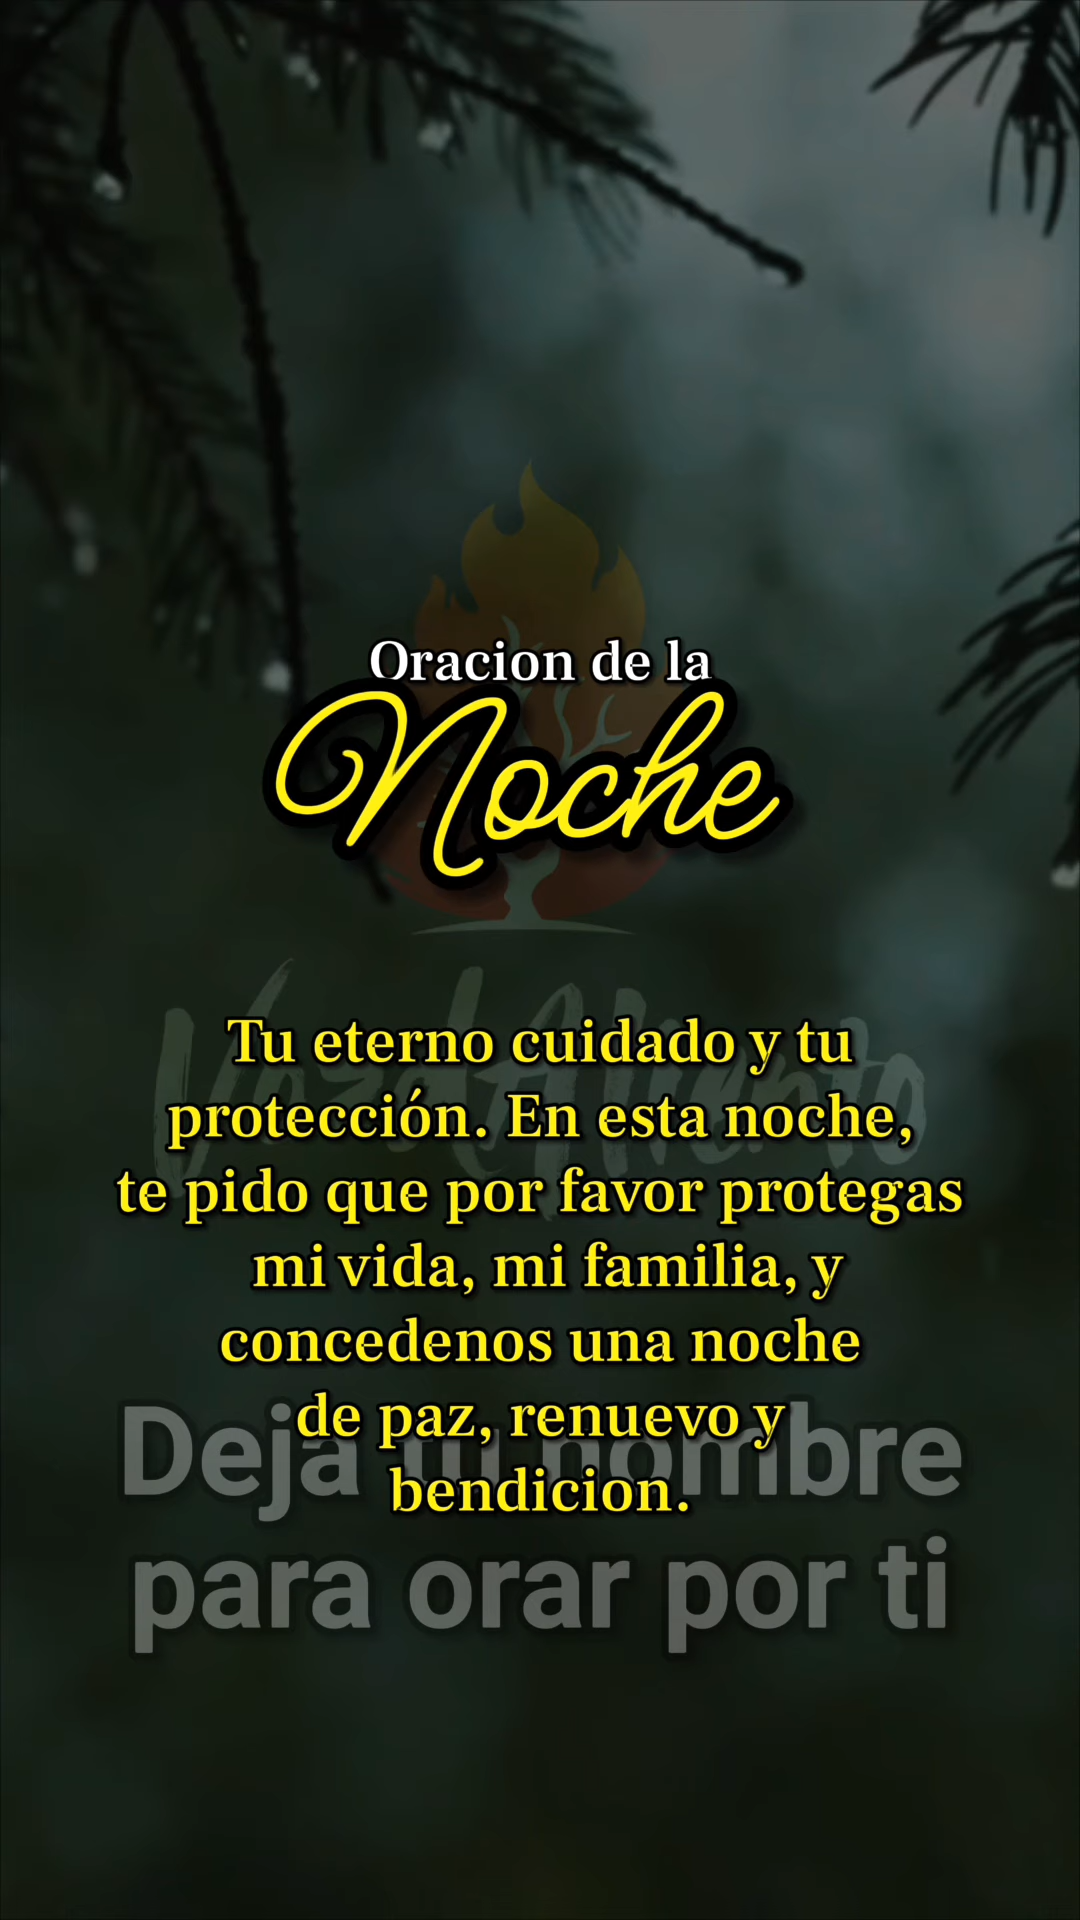 Oracion de la
Noche
VozdAliento
Tu eterno cuidado y tu
protección. En esta noche,
te pido que por favor protegas
mi vida, mi familia, y
concedenos una noche
de paz, renuevo y
bendicion.
Deja tu nombre
para orar por ti